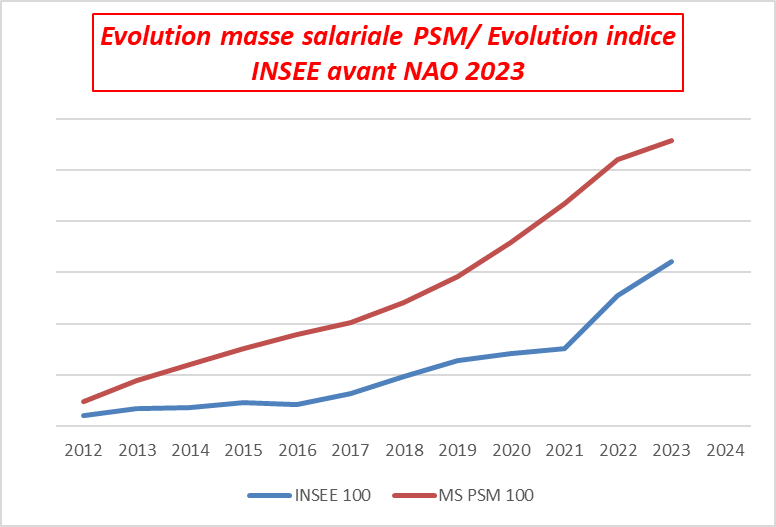 Evolution masse salariale PSM/ Evolution indice
INSEE avant NAO 2023
2012 2013 2014 2015 2016 2017 2018 2019 2020 2021 2022 2023 2024
INSEE 100 MS PSM 100